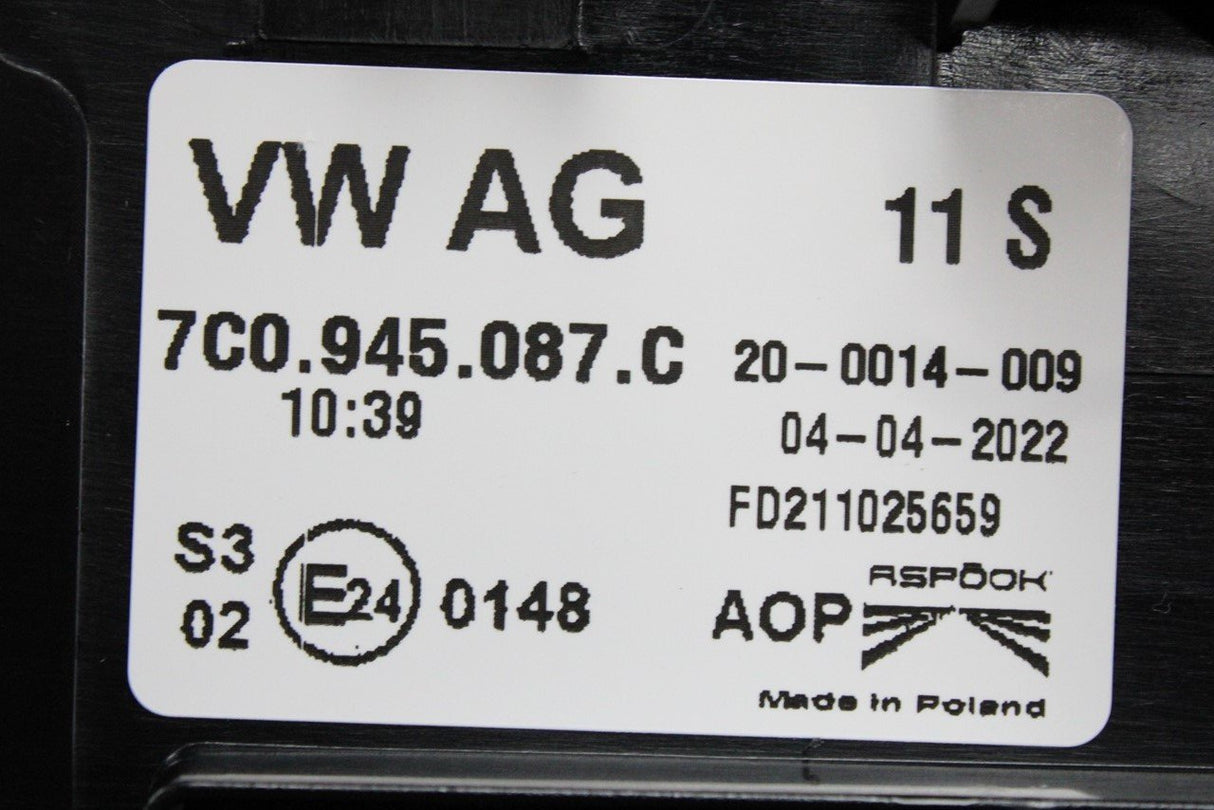 VW AG 11 S
7C0.945.087.C 20-0014-009
10:39 04-04-2022
FD211025659
S3
02 E24 0148
ASPÖCK
AOP
Made in Poland